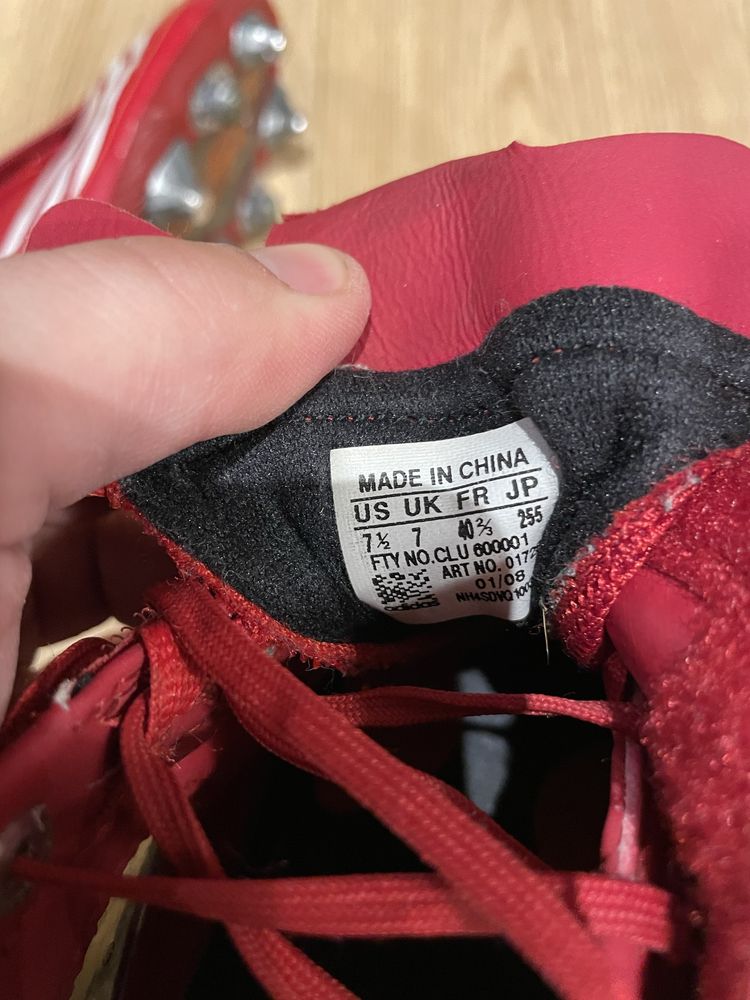 MADE IN CHINA
US UK FR JP
7½ 7 40⅔ 255
FTY NO.CLU 600001
ART NO.
01/08
adidas